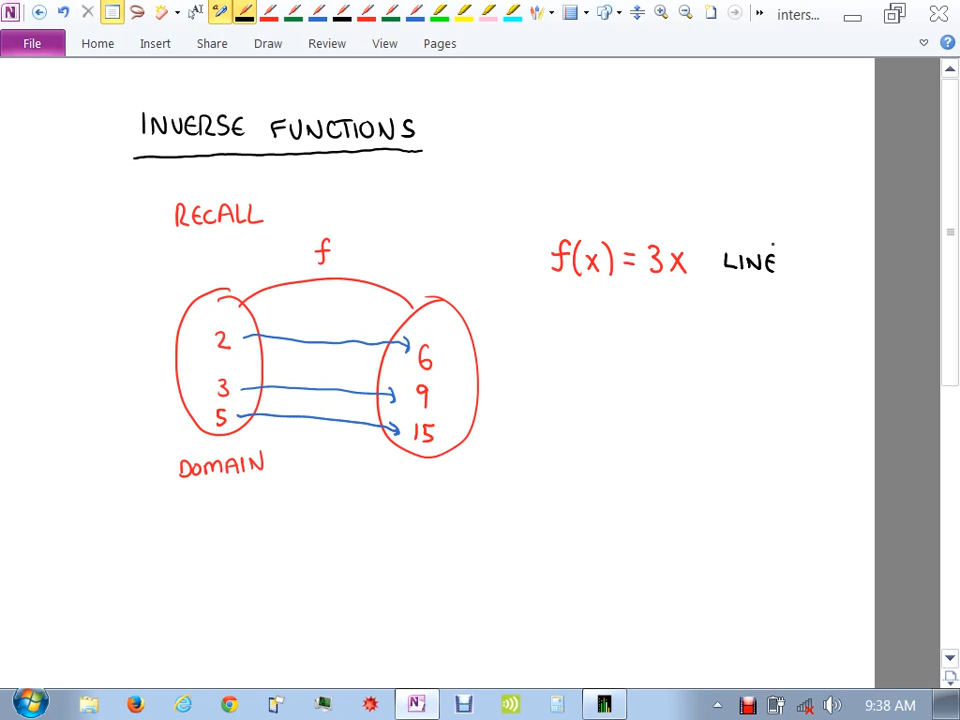 inters...
File Home Insert Share Draw Review View Pages
INVERSE FUNCTIONS
RECALL
f
f(x) = 3x LINE
2
6
3
9
5
15
DOMAIN
9:38 AM